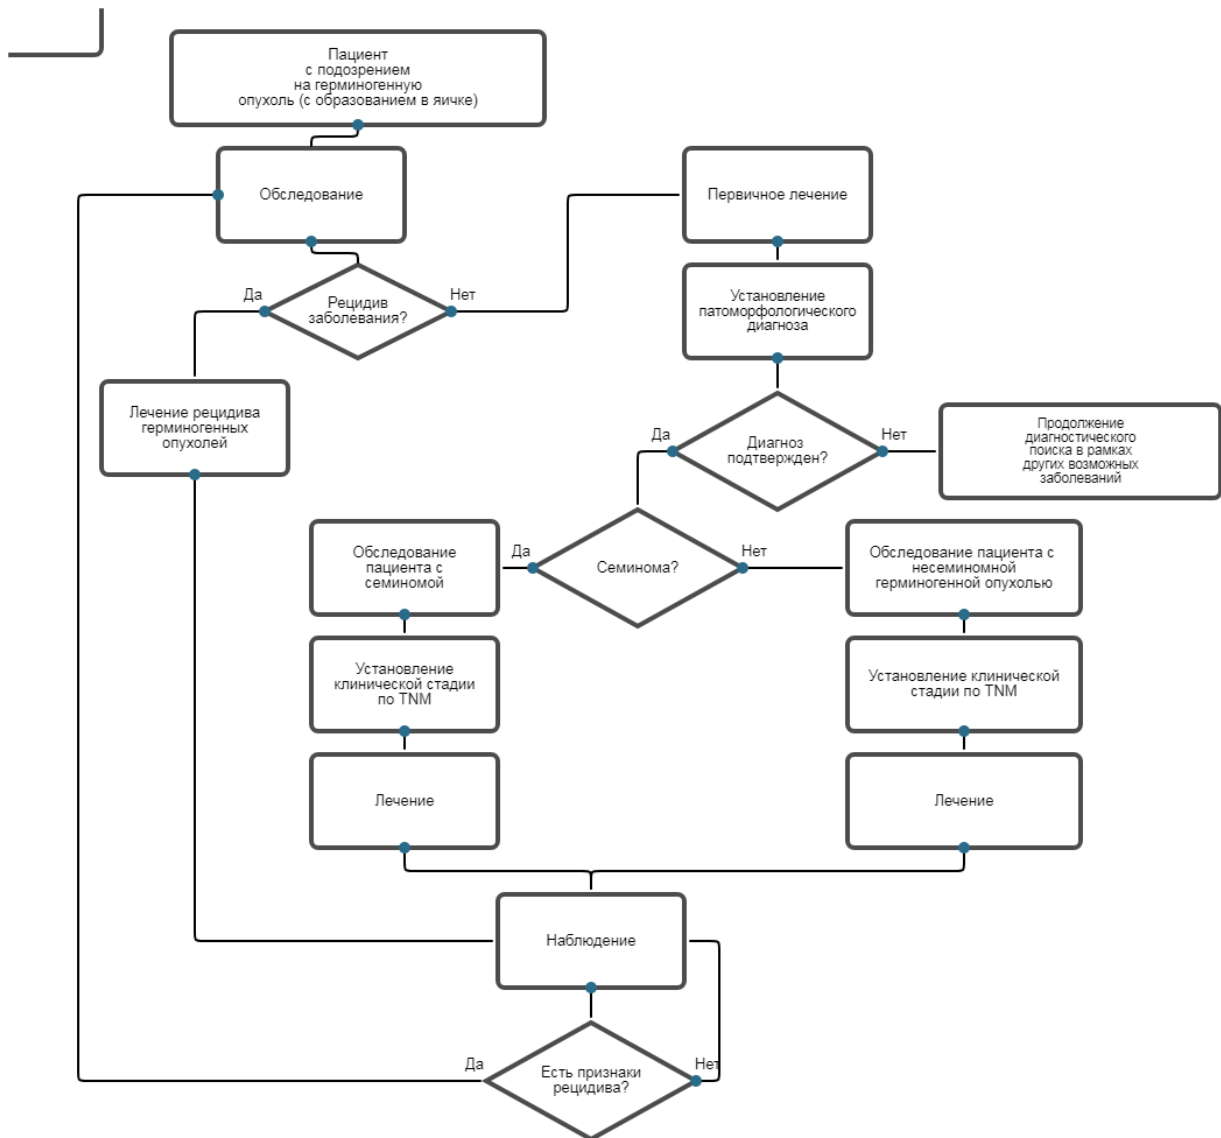 Пациент
с подозрением
на герминогенную
опухоль (с образованием в яичке)
Обследование
Первичное лечение
Да
Рецидив
заболевания?
Нет
Установление
патоморфологического
диагноза
Лечение рецидива
герминогенных
опухолей
Да
Диагноз
подтвержден?
Нет
Продолжение
диагностического
поиска в рамках
других возможных
заболеваний
Обследование
пациента с
семиномой
Да
Семинома?
Нет
Обследование пациента с
несеминомной
герминогенной опухолью
Установление
клинической стадии
по TNM
Установление клинической
стадии по TNM
Лечение
Лечение
Наблюдение
Да
Есть признаки
рецидива?
Нет